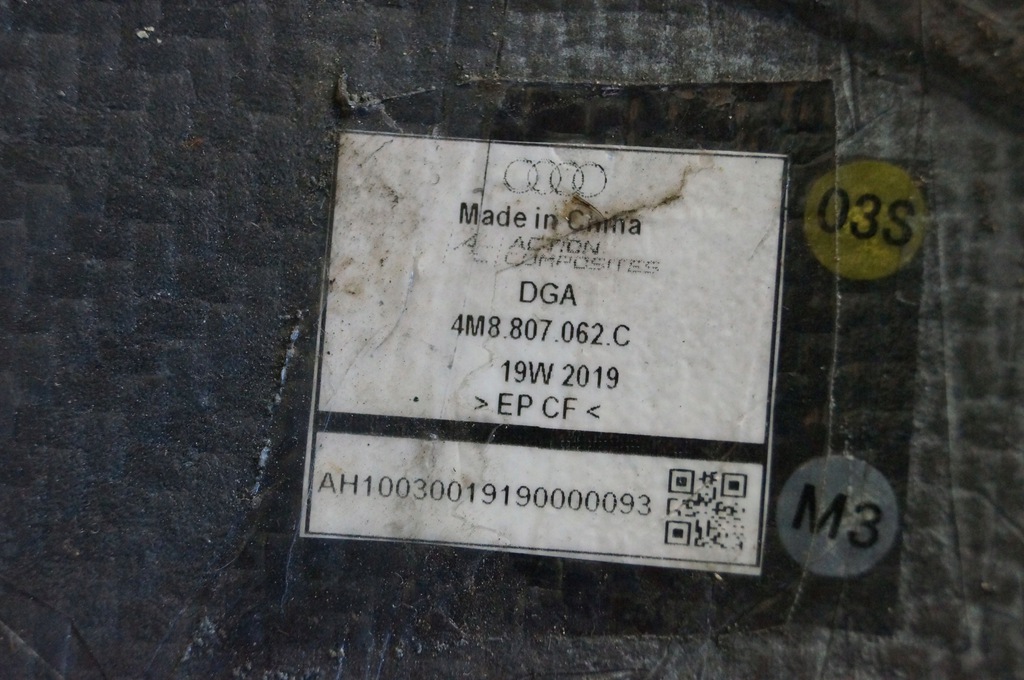 Made in China
ACTION
COMPOSITES
DGA
4M8.807.062.C
19W 2019
>EP CF<
AH10030019190000093
03S
M3